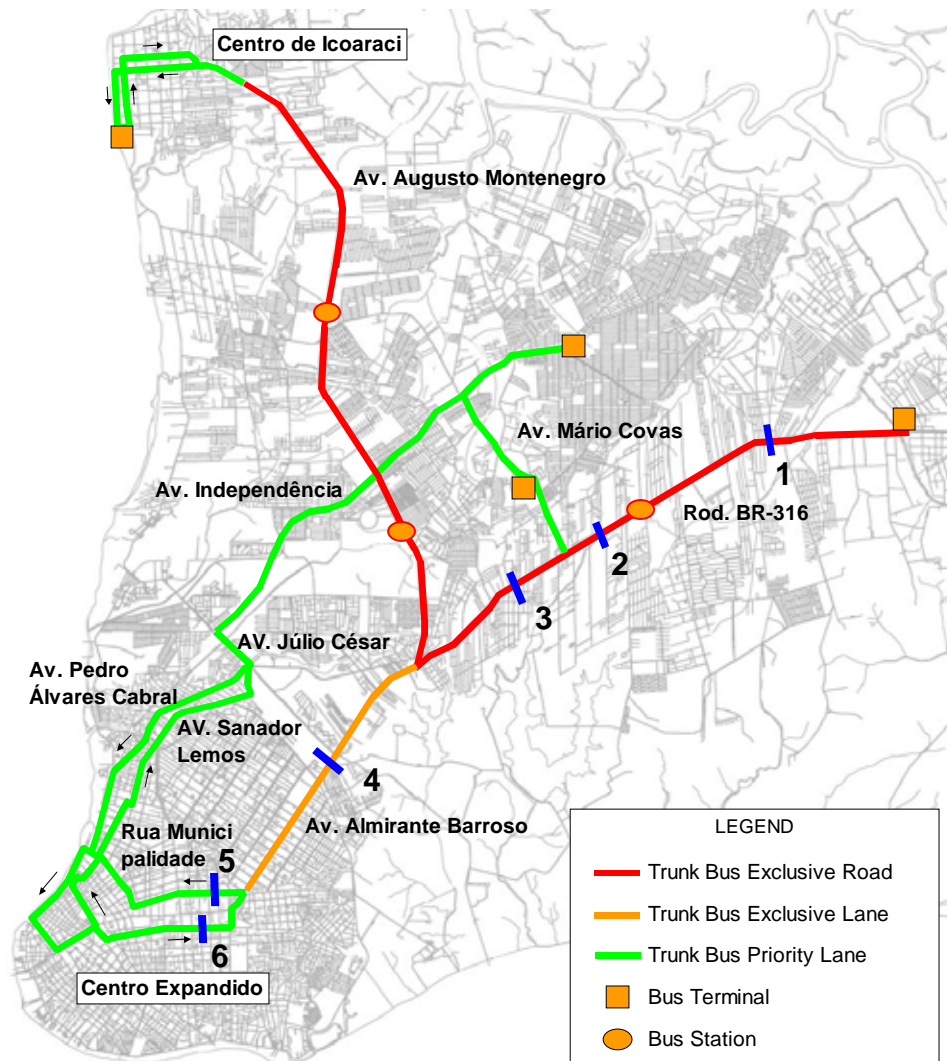 Centro de Icoaraci
Av. Augusto Montenegro
Av. Mário Covas
1
Av. Independência
Rod. BR-316
2
3
AV. Júlio César
Av. Pedro
Álvares Cabral
AV. Sanador
Lemos
4
Av. Almirante Barroso
Rua Munici
palidade
5
6
Centro Expandido
LEGEND
Trunk Bus Exclusive Road
Trunk Bus Exclusive Lane
Trunk Bus Priority Lane
Bus Terminal
Bus Station